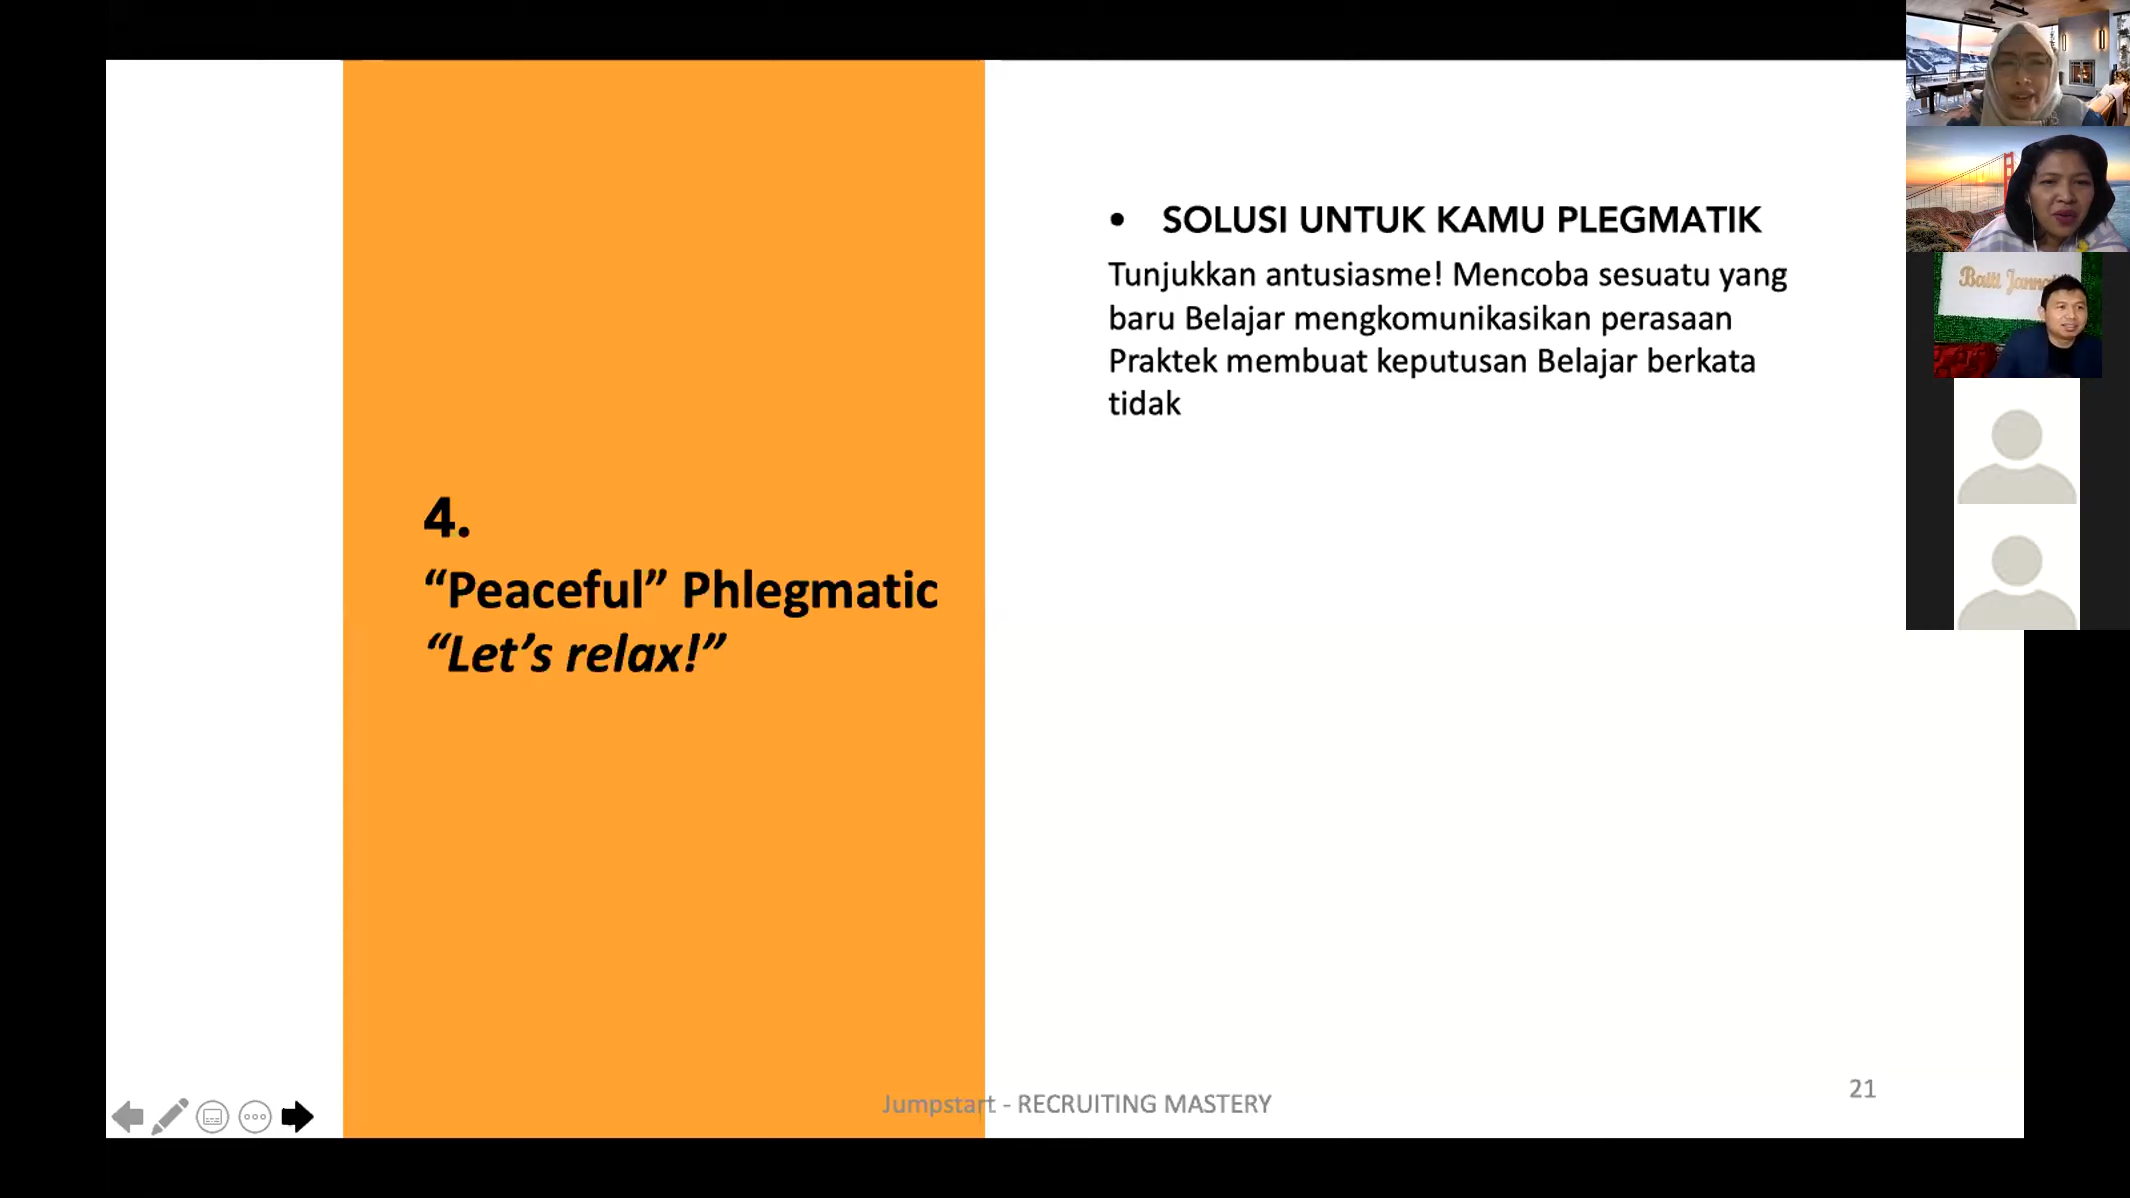 • SOLUSI UNTUK KAMU PLEGMATIK
Tunjukkan antusiasme! Mencoba sesuatu yang
baru Belajar mengkomunikasikan perasaan
Praktek membuat keputusan Belajar berkata
tidak
4.
“Peaceful” Phlegmatic
“Let’s relax!”
Jumpstart - RECRUITING MASTERY
21
Baiti